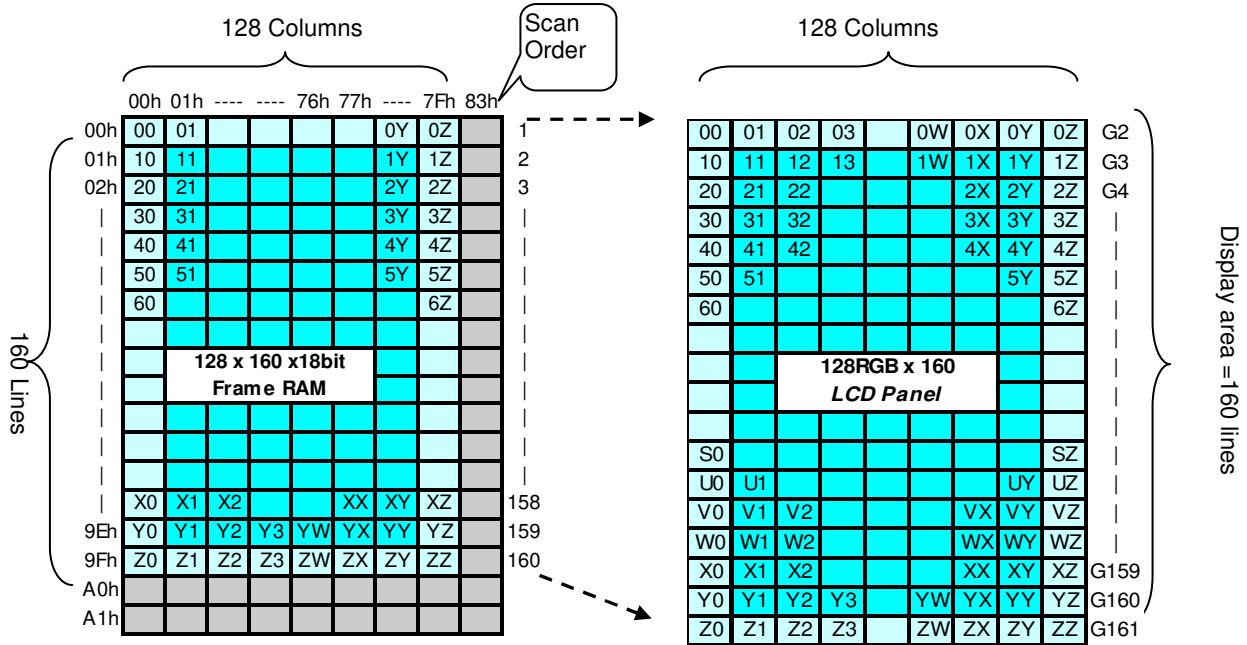 128 Columns
Scan
Order
00h 01h ---- ---- 76h 77h ---- 7Fh 83h
00h 00 01 0Y 0Z 1
01h 10 11 1Y 1Z 2
02h 20 21 2Y 2Z 3
30 31 3Y 3Z
40 41 4Y 4Z
50 51 5Y 5Z
60 6Z
160 Lines
128 x 160 x18bit
Frame RAM
X0 X1 X2 XX XY XZ 158
9Eh Y0 Y1 Y2 Y3 YW YX YY YZ 159
9Fh Z0 Z1 Z2 Z3 ZW ZX ZY ZZ 160
A0h
A1h
128 Columns
00 01 02 03 0W 0X 0Y 0Z G2
10 11 12 13 1W 1X 1Y 1Z G3
20 21 22 2X 2Y 2Z G4
30 31 32 3X 3Y 3Z
40 41 42 4X 4Y 4Z
50 51 5Y 5Z
60 6Z
128RGB x 160
LCD Panel
S0 SZ
U0 U1 UY UZ
V0 V1 V2 VX VY VZ
W0 W1 W2 WX WY WZ
X0 X1 X2 XX XY XZ G159
Y0 Y1 Y2 Y3 YW YX YY YZ G160
Z0 Z1 Z2 Z3 ZW ZX ZY ZZ G161
Display area =160 lines